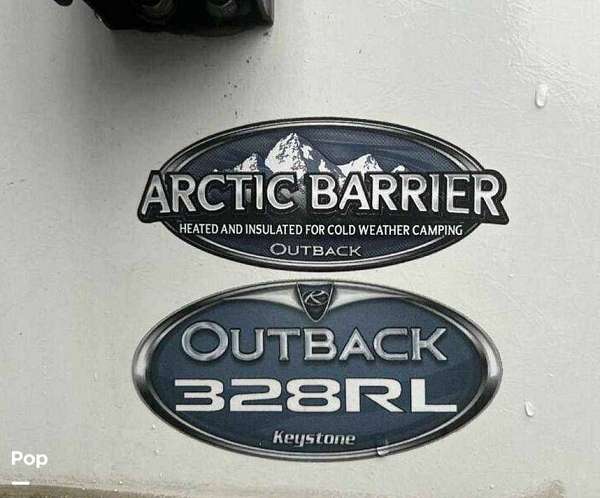 ARCTIC BARRIER
HEATED AND INSULATED FOR COLD WEATHER CAMPING
OUTBACK
OUTBACK
328RL
Keystone
Pop